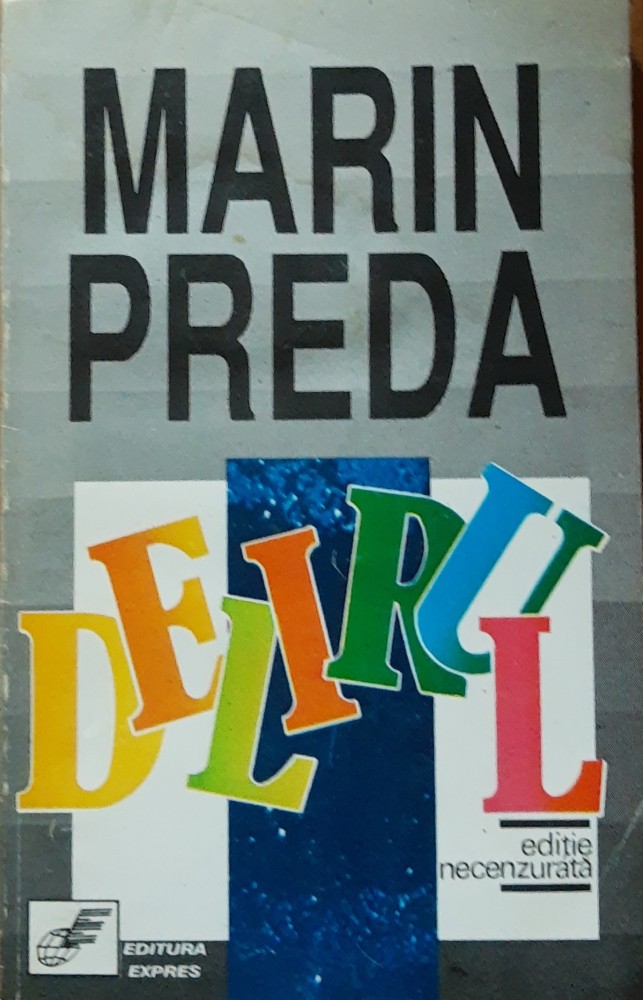 MARIN
PREDA
DELIRUL
ediție
necenzurată
EDITURA
EXPRES